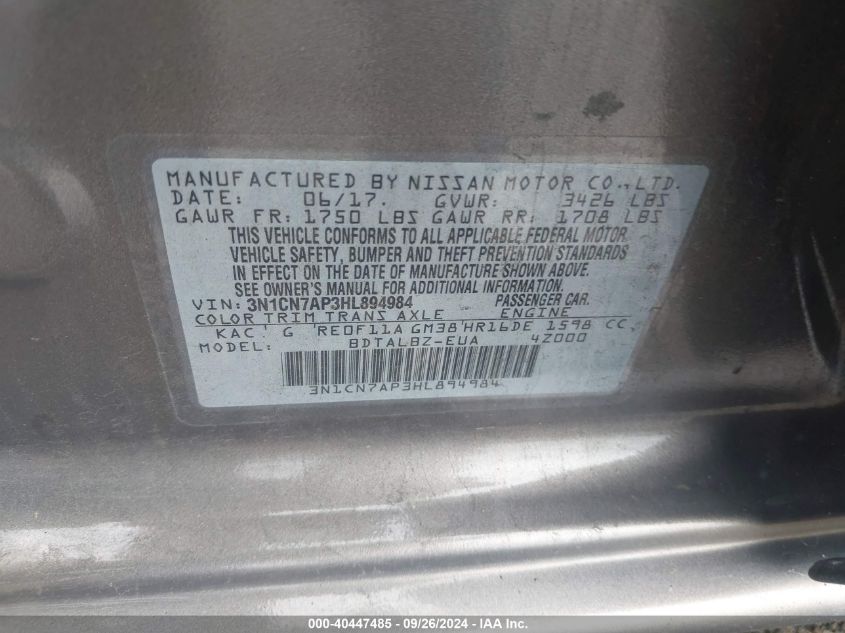 MANUFACTURED BY NISSAN MOTOR CO., LTD.
DATE: 06/17. GVWR: 3426 LBS
GAWR FR: 1750 LBS GAWR RR: 1708 LBS
THIS VEHICLE CONFORMS TO ALL APPLICABLE FEDERAL MOTOR
VEHICLE SAFETY, BUMPER AND THEFT PREVENTION STANDARDS
IN EFFECT ON THE DATE OF MANUFACTURE SHOWN ABOVE.
SEE OWNER'S MANUAL FOR ADDITIONAL INFORMATION.
VIN: 3N1CN7AP3HL894984 PASSENGER CAR.
COLOR TRIM TRANS AXLE ENGINE
KAC G RE0F11A GM38 HR16DE 1598 CC
MODEL: BDTALBZ-EUA 4Z000
3N1CN7AP3HL894984
000-40447485 - 09/26/2024 - IAA Inc.